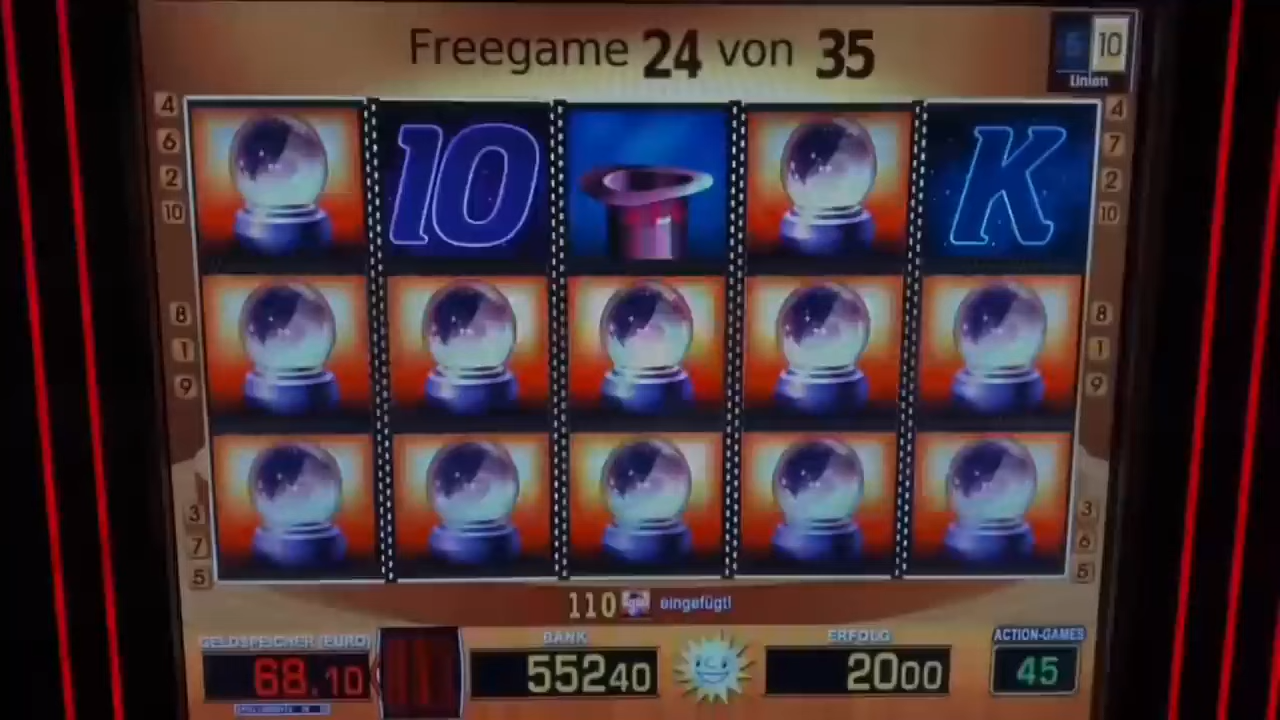 Freegame 24 von 35
10
Linien
4 4
6 7
2 2
10 10
10 K
8 8
1 1
9 9
3 3
7 6
5 5
110 eingefügt!
GELDSPEICHER (EURO) BANK ERFOLG ACTION-GAMES
68.10 55240 2000 45